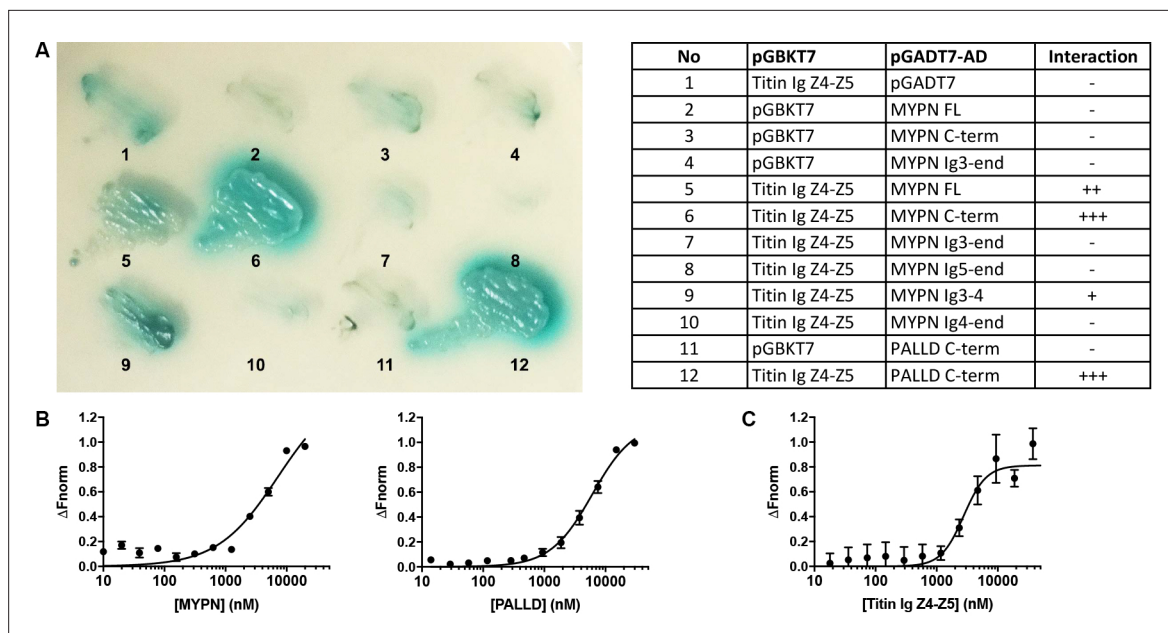 A
1
2
3
4
5
6
7
8
9
10
11
12
No pGBKT7 pGADT7-AD Interaction
1 Titin Ig Z4-Z5 pGADT7 -
2 pGBKT7 MYPN FL -
3 pGBKT7 MYPN C-term -
4 pGBKT7 MYPN Ig3-end -
5 Titin Ig Z4-Z5 MYPN FL ++
6 Titin Ig Z4-Z5 MYPN C-term +++
7 Titin Ig Z4-Z5 MYPN Ig3-end -
8 Titin Ig Z4-Z5 MYPN Ig5-end -
9 Titin Ig Z4-Z5 MYPN Ig3-4 +
10 Titin Ig Z4-Z5 MYPN Ig4-end -
11 pGBKT7 PALLD C-term -
12 Titin Ig Z4-Z5 PALLD C-term +++
B
1.2
1.0
0.8
0.6
0.4
0.2
0.0
ΔFnorm
10 100 1000 10000
[MYPN] (nM)
1.2
1.0
0.8
0.6
0.4
0.2
0.0
ΔFnorm
10 100 1000 10000
[PALLD] (nM)
C
1.2
1.0
0.8
0.6
0.4
0.2
0.0
ΔFnorm
10 100 1000 10000
[Titin Ig Z4-Z5] (nM)